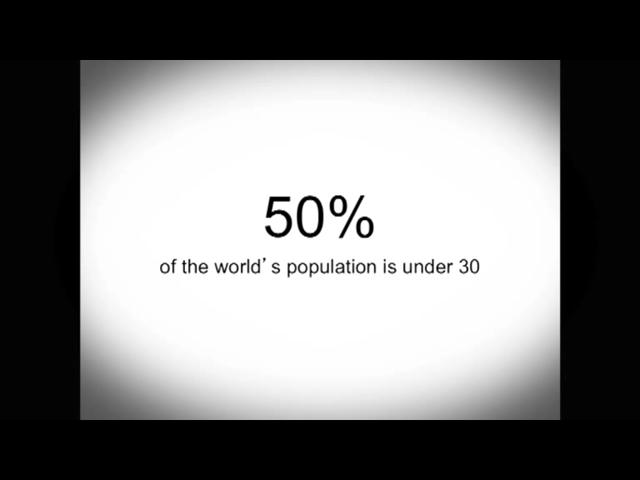 50%
of the world’s population is under 30